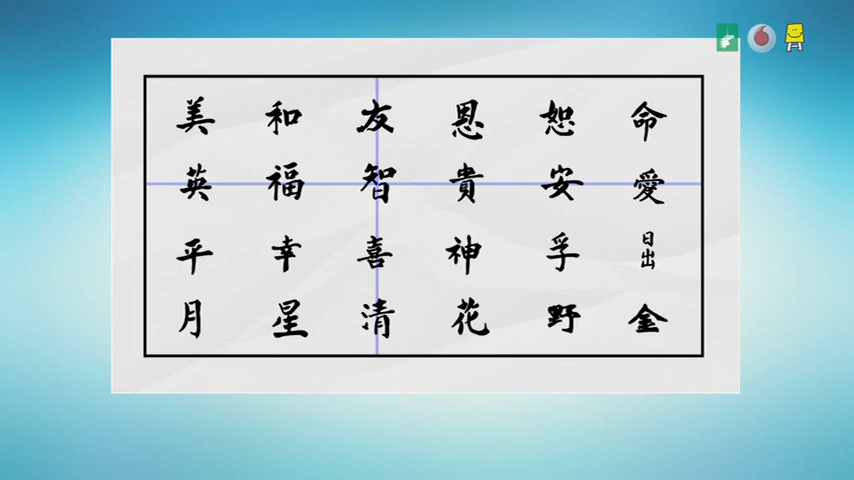 美 和 友 恩 恕 命
英 福 智 貴 安 愛
平 幸 喜 神 孚 日出
月 星 清 花 野 金